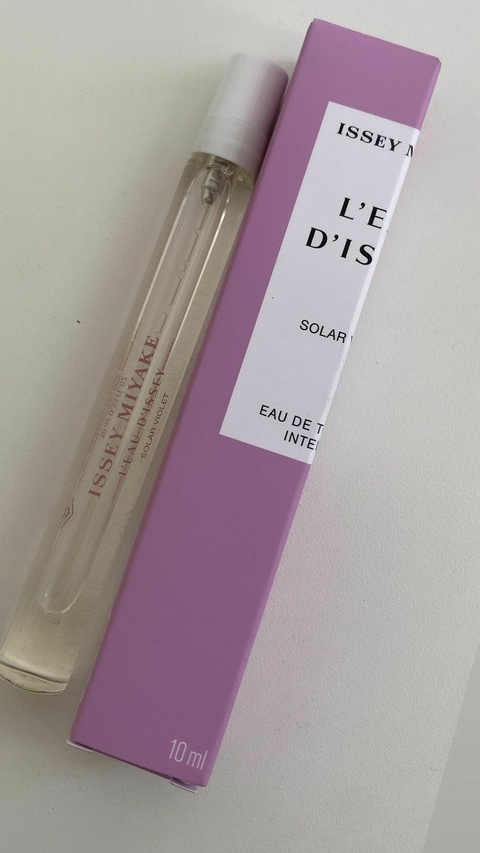 ISSEY M
L'E
D'IS
SOLAR
EAU DE T
INTE
10 ml
ISSEY MIYAKE
L'EAU D'ISSEY
SOLAR VIOLET